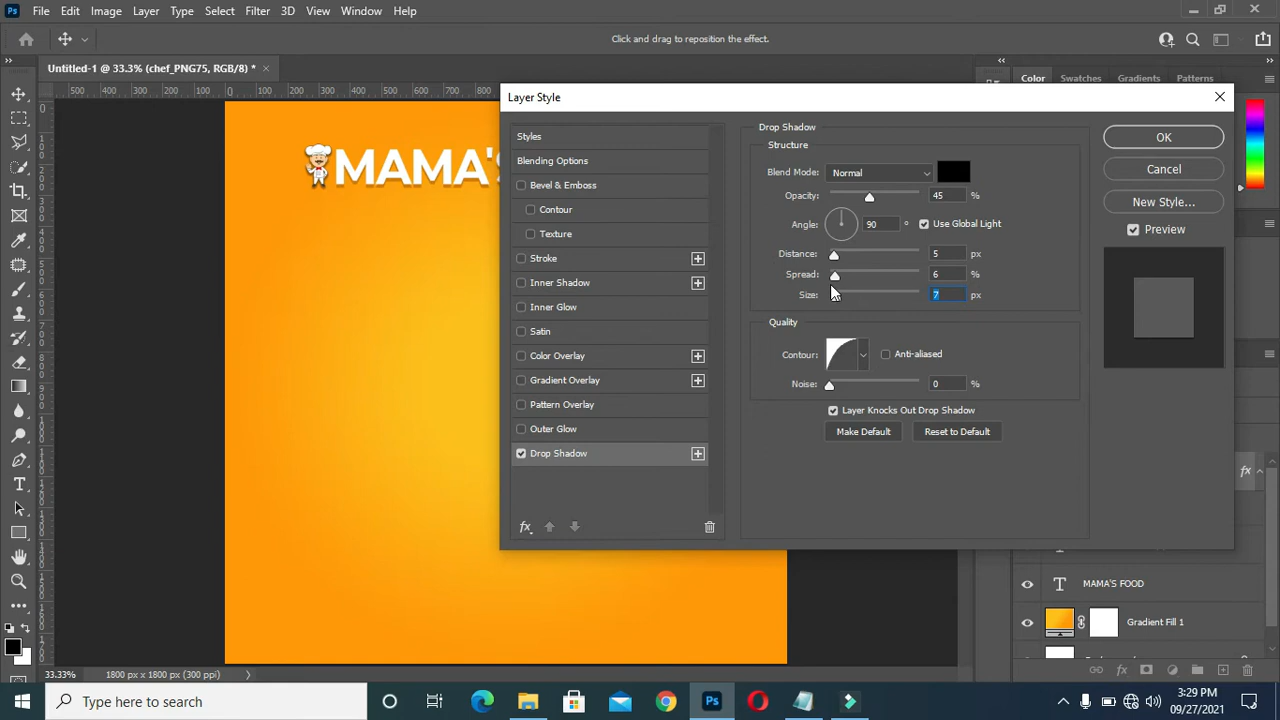 Ps File Edit Image Layer Type Select Filter 3D View Window Help
Click and drag to reposition the effect.
Untitled-1 @ 33.3% (chef_PNG75, RGB/8) * ×
Color Swatches Gradients Patterns
500 400 300 200 100 0 100 200 300 400 500 600 700 800
Layer Style
Styles
Blending Options
Bevel & Emboss
Contour
Texture
Stroke
Inner Shadow
Inner Glow
Satin
Color Overlay
Gradient Overlay
Pattern Overlay
Outer Glow
Drop Shadow
fx
Drop Shadow
Structure
Blend Mode: Normal
Opacity: 45 %
Angle: 90 ° Use Global Light
Distance: 5 px
Spread: 6 %
Size: 7 px
Quality
Contour: Anti-aliased
Noise: 0 %
Layer Knocks Out Drop Shadow
Make Default Reset to Default
OK
Cancel
New Style...
Preview
MAMA'S
fx
T MAMA'S FOOD
Gradient Fill 1
33.33% 1800 px x 1800 px (300 ppi)
Type here to search
Ps
3:29 PM
09/27/2021